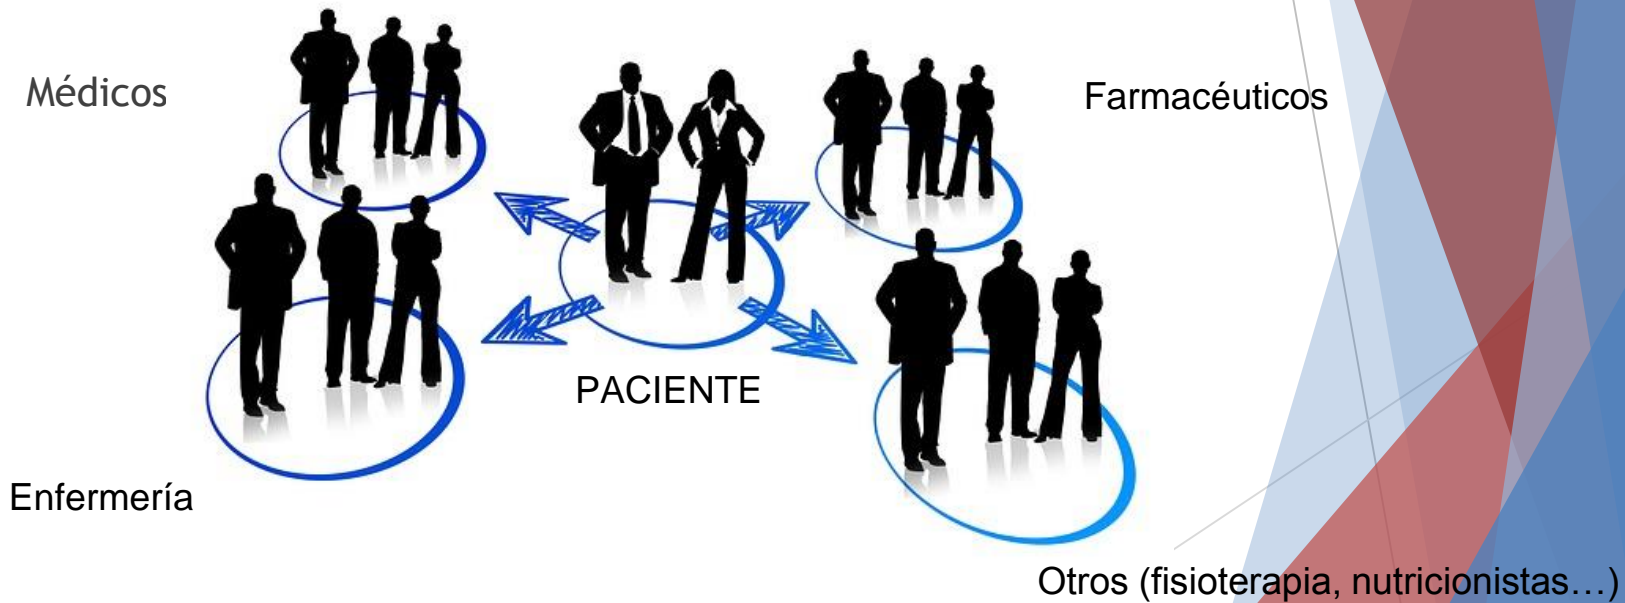 Médicos
Farmacéuticos
PACIENTE
Enfermería
Otros (fisioterapia, nutricionistas…)